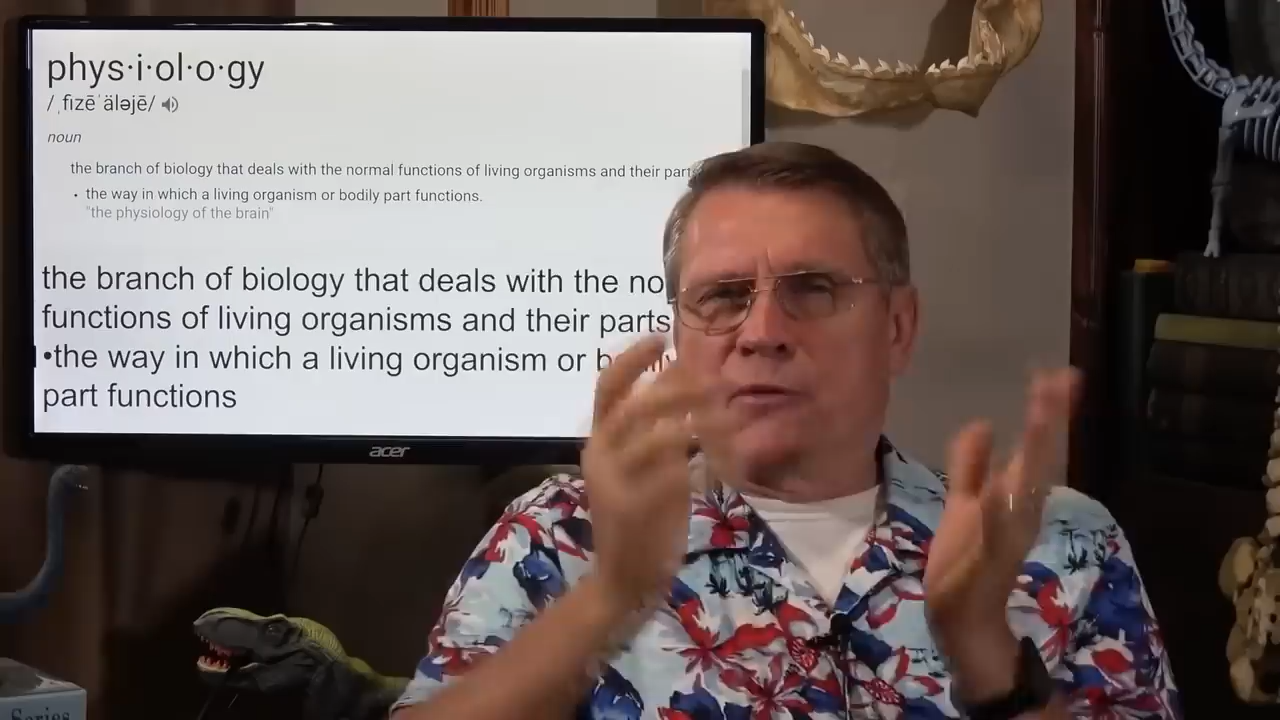 phys·i·ol·o·gy
/ˌfizēˈäləjē/
noun
the branch of biology that deals with the normal functions of living organisms and their part
• the way in which a living organism or bodily part functions.
"the physiology of the brain"
the branch of biology that deals with the no
functions of living organisms and their parts
•the way in which a living organism or
part functions
acer
Series